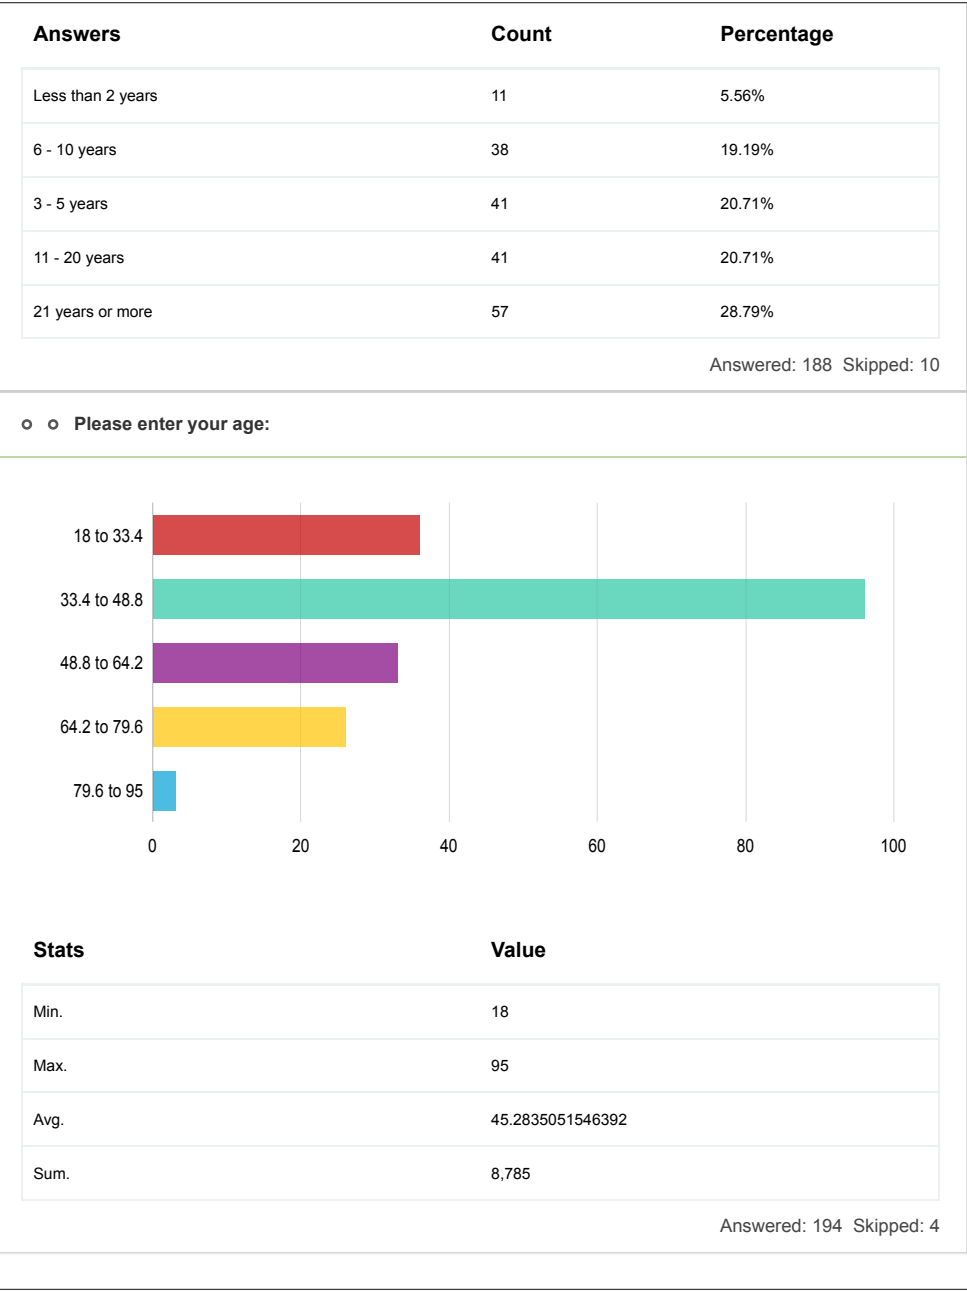 Answers Count Percentage
Less than 2 years 11 5.56%
6 - 10 years 38 19.19%
3 - 5 years 41 20.71%
11 - 20 years 41 20.71%
21 years or more 57 28.79%
Answered: 188 Skipped: 10
Please enter your age:
18 to 33.4
33.4 to 48.8
48.8 to 64.2
64.2 to 79.6
79.6 to 95
0 20 40 60 80 100
Stats Value
Min. 18
Max. 95
Avg. 45.2835051546392
Sum. 8,785
Answered: 194 Skipped: 4